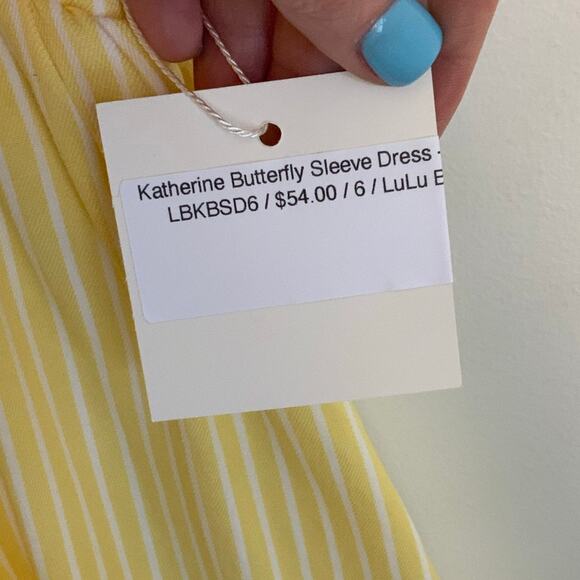 Katherine Butterfly Sleeve Dress -
LBKBSD6 / $54.00 / 6 / LuLu B